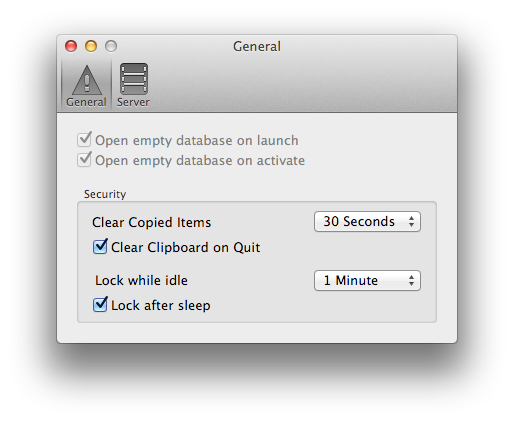 General
General Server
Open empty database on launch
Open empty database on activate
Security
Clear Copied Items 30 Seconds
Clear Clipboard on Quit
Lock while idle 1 Minute
Lock after sleep